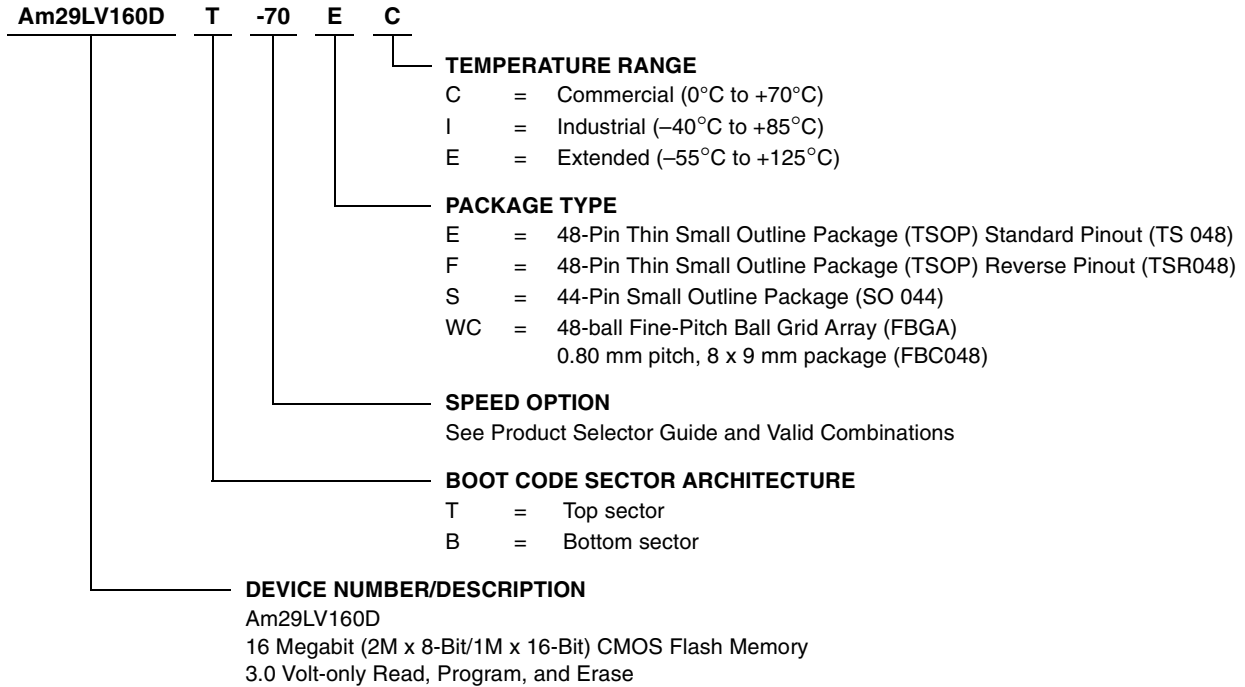 Am29LV160D T -70 E C
TEMPERATURE RANGE
C = Commercial (0°C to +70°C)
I = Industrial (–40°C to +85°C)
E = Extended (–55°C to +125°C)
PACKAGE TYPE
E = 48-Pin Thin Small Outline Package (TSOP) Standard Pinout (TS 048)
F = 48-Pin Thin Small Outline Package (TSOP) Reverse Pinout (TSR048)
S = 44-Pin Small Outline Package (SO 044)
WC = 48-ball Fine-Pitch Ball Grid Array (FBGA)
0.80 mm pitch, 8 x 9 mm package (FBC048)
SPEED OPTION
See Product Selector Guide and Valid Combinations
BOOT CODE SECTOR ARCHITECTURE
T = Top sector
B = Bottom sector
DEVICE NUMBER/DESCRIPTION
Am29LV160D
16 Megabit (2M x 8-Bit/1M x 16-Bit) CMOS Flash Memory
3.0 Volt-only Read, Program, and Erase